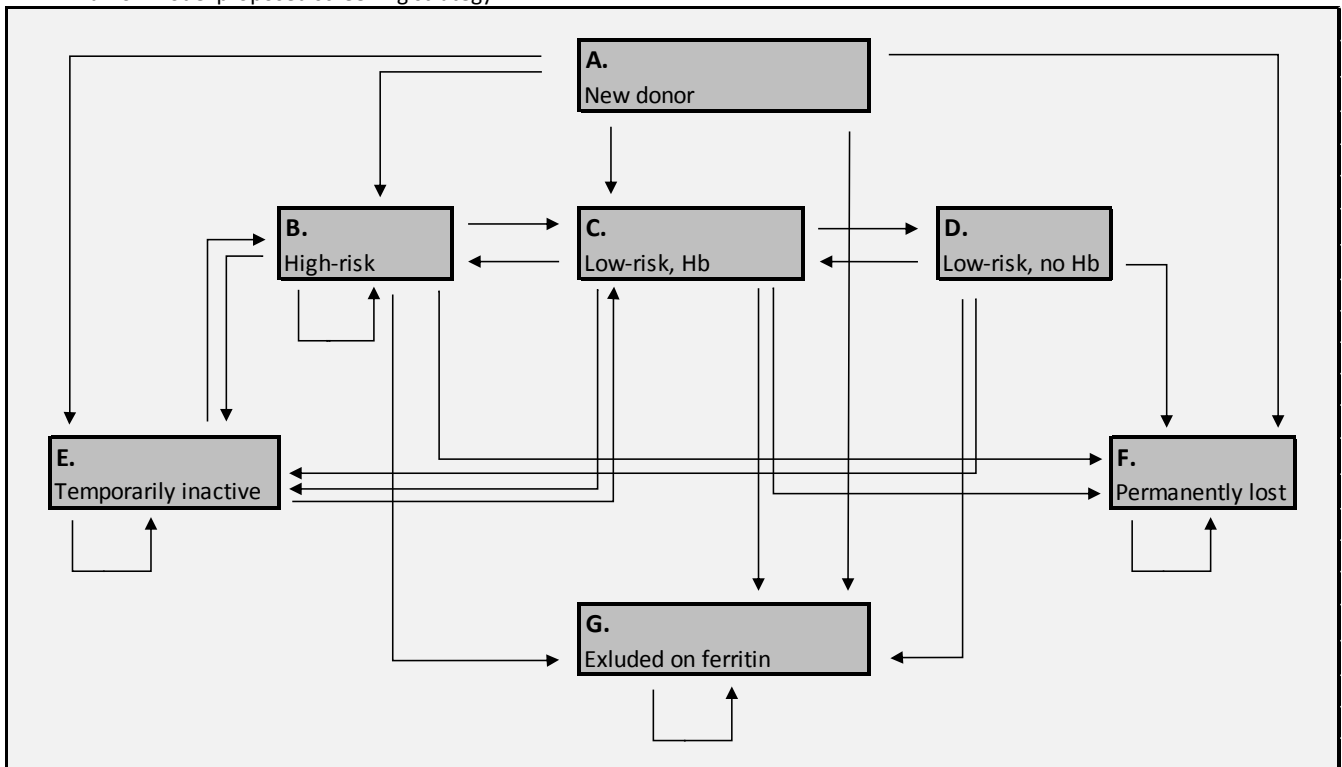 A.
New donor
B.
High-risk
C.
Low-risk, Hb
D.
Low-risk, no Hb
E.
Temporarily inactive
F.
Permanently lost
G.
Exluded on ferritin